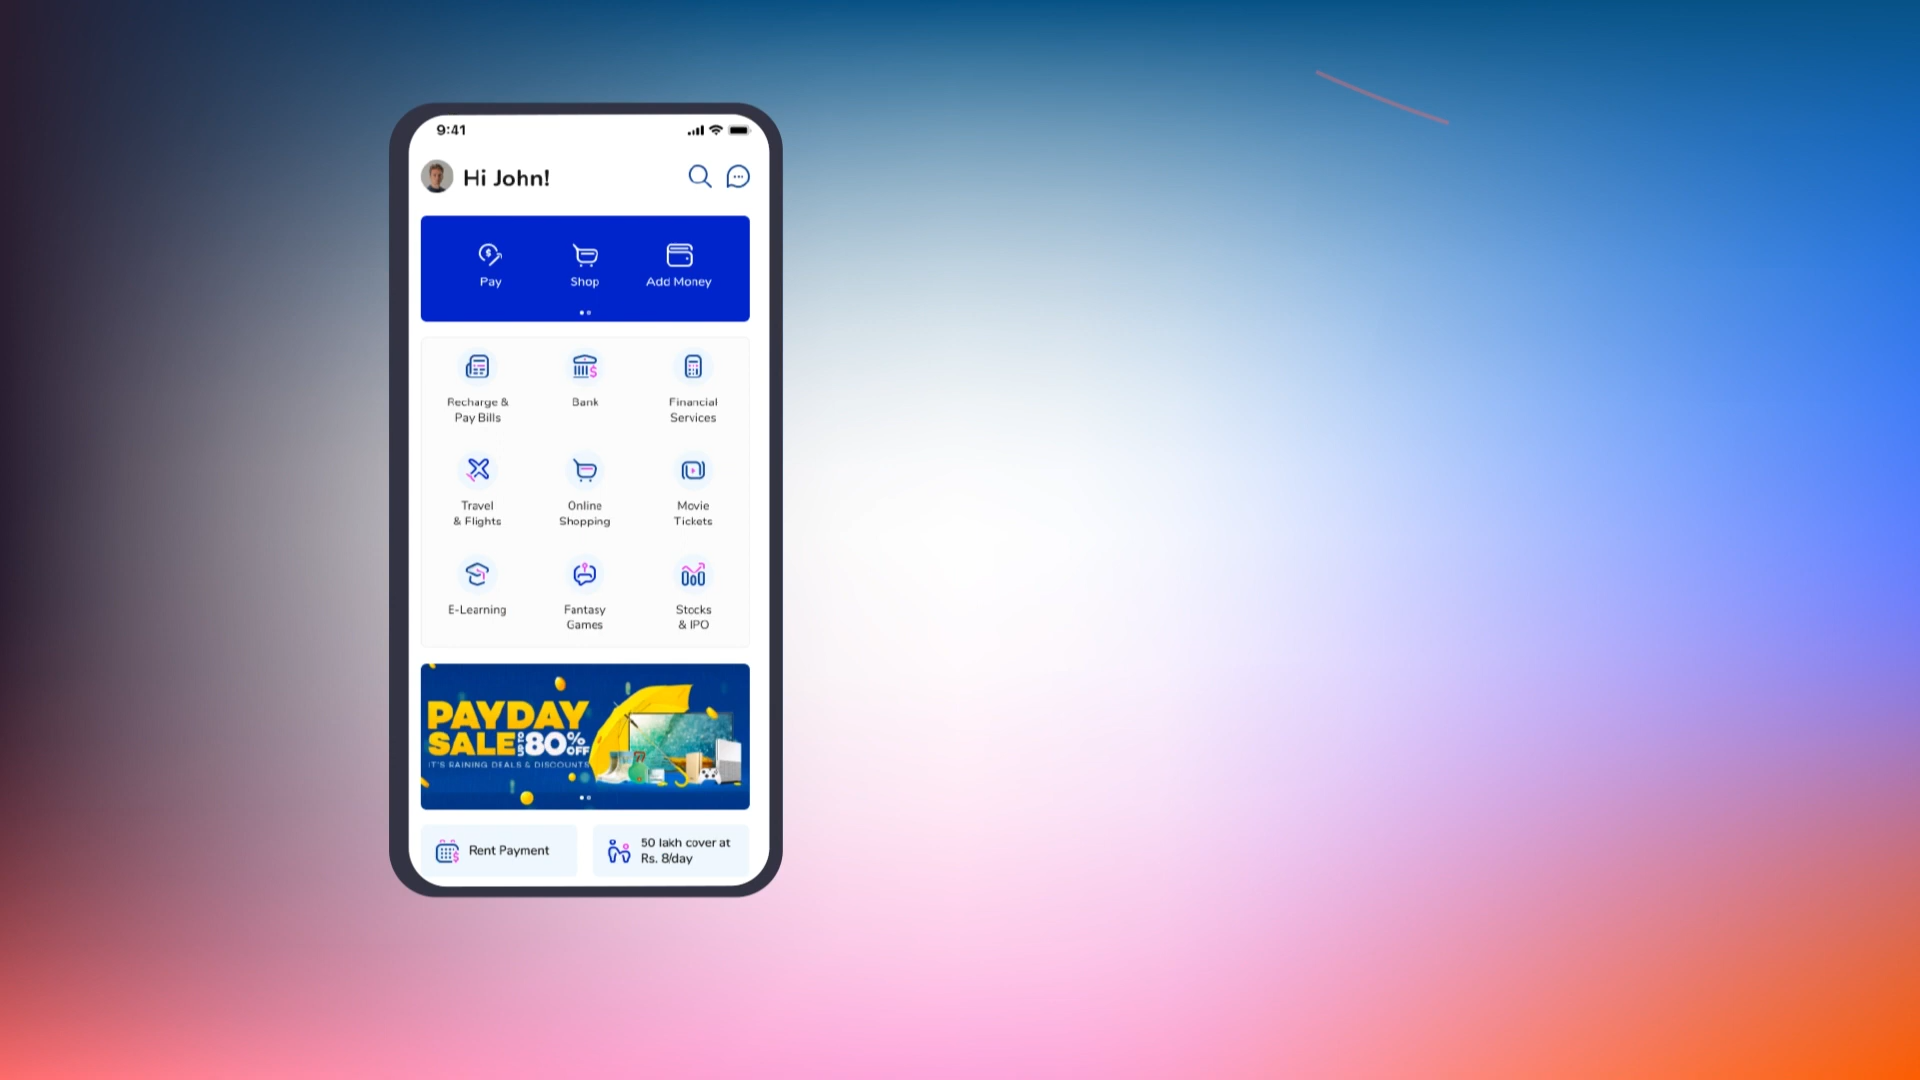 9:41
Hi John!
Pay
Shop
Add Money
Recharge &
Pay Bills
Bank
Financial
Services
Travel
& Flights
Online
Shopping
Movie
Tickets
E-Learning
Fantasy
Games
Stocks
& IPO
PAYDAY
SALE UP TO 80% OFF
IT'S RAINING DEALS & DISCOUNTS
Rent Payment
50 lakh cover at
Rs. 8/day